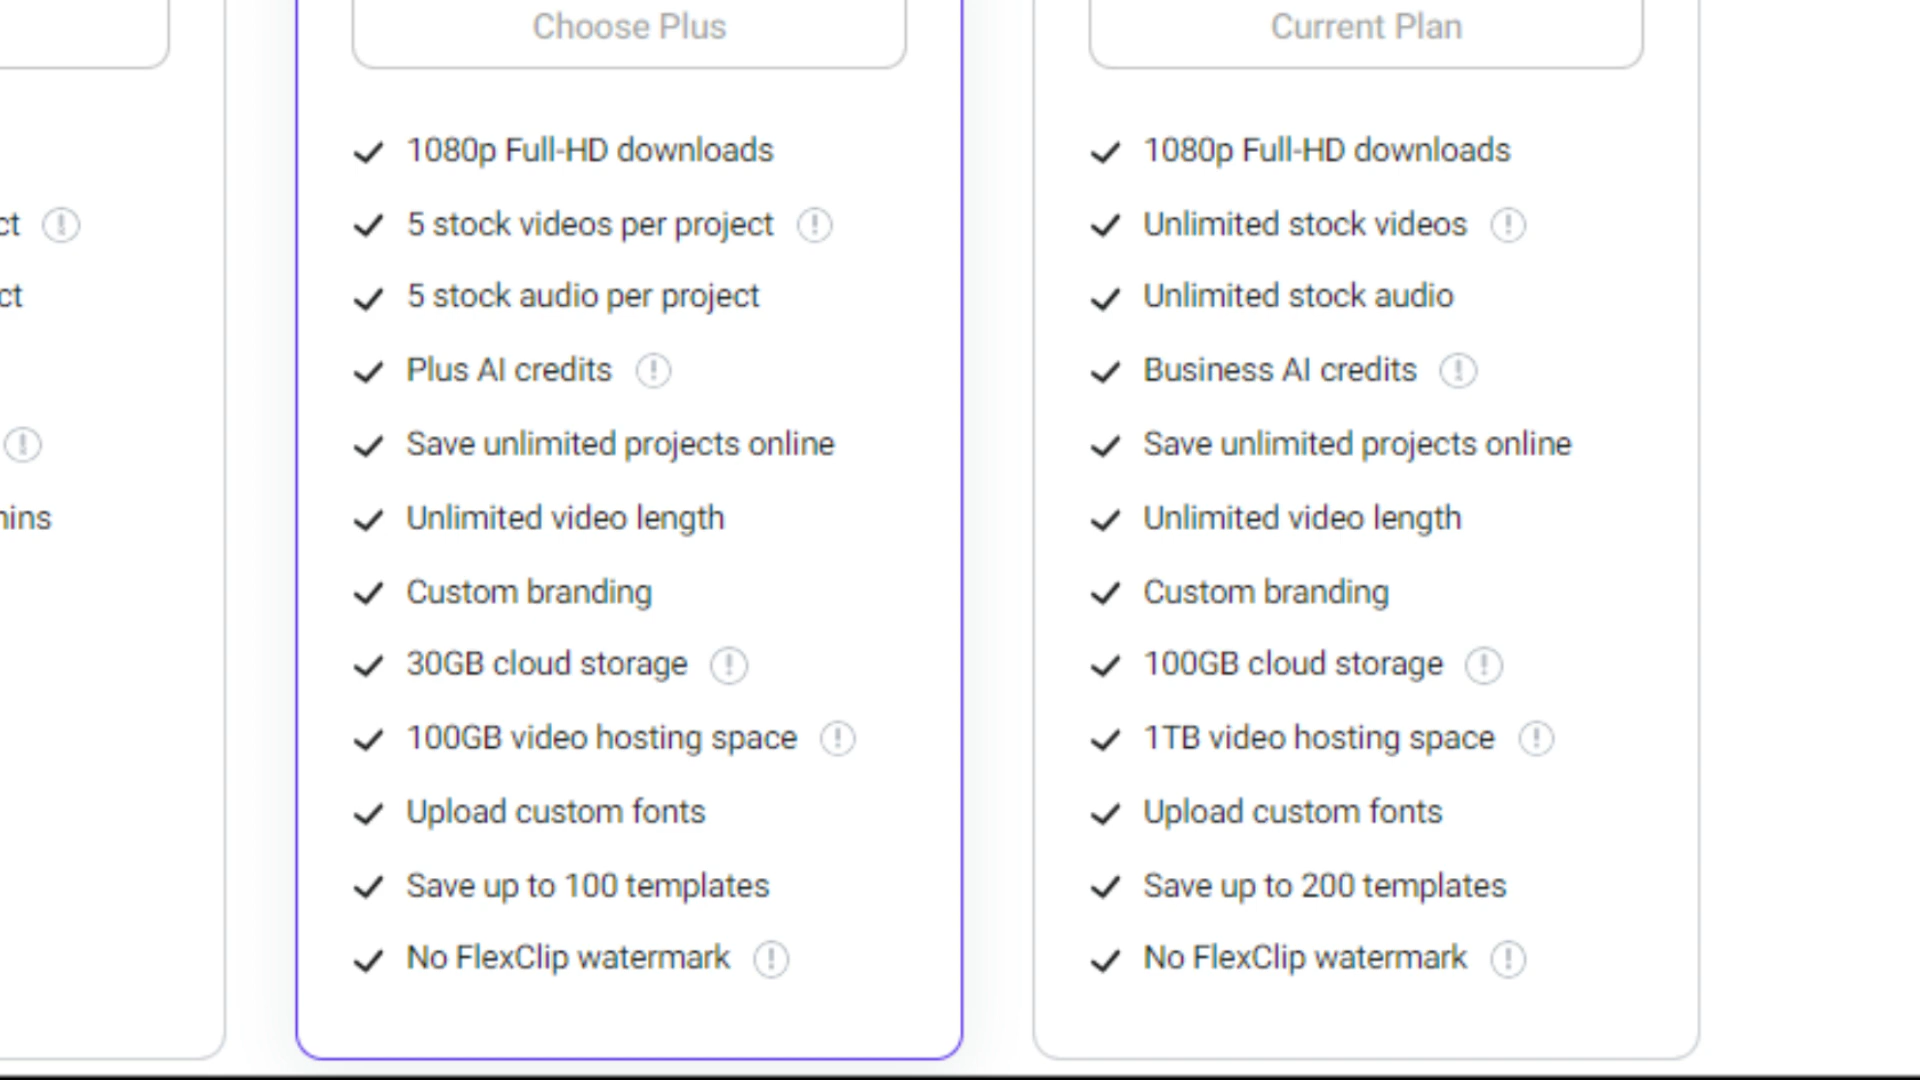 Choose Plus
1080p Full-HD downloads
5 stock videos per project
5 stock audio per project
Plus AI credits
Save unlimited projects online
Unlimited video length
Custom branding
30GB cloud storage
100GB video hosting space
Upload custom fonts
Save up to 100 templates
No FlexClip watermark
Current Plan
1080p Full-HD downloads
Unlimited stock videos
Unlimited stock audio
Business AI credits
Save unlimited projects online
Unlimited video length
Custom branding
100GB cloud storage
1TB video hosting space
Upload custom fonts
Save up to 200 templates
No FlexClip watermark